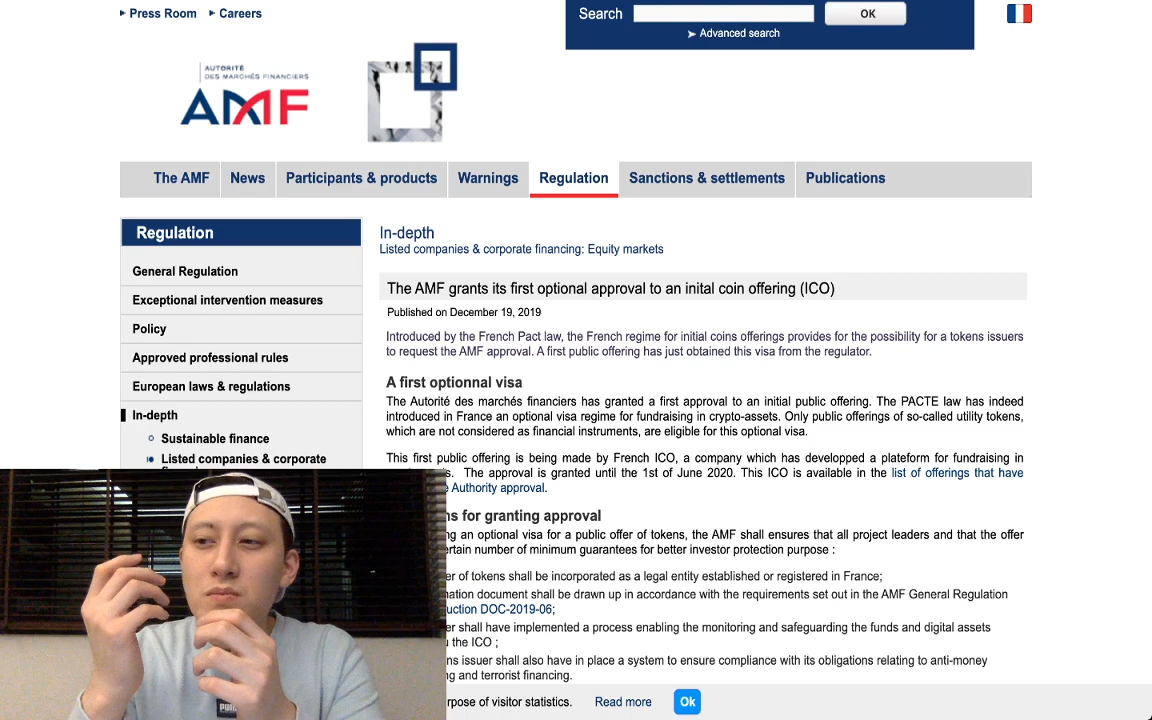 Press Room
Careers
Search
OK
Advanced search
AUTORITÉ
DES MARCHÉS FINANCIERS
AMF
The AMF
News
Participants & products
Warnings
Regulation
Sanctions & settlements
Publications
Regulation
General Regulation
Exceptional intervention measures
Policy
Approved professional rules
European laws & regulations
In-depth
Sustainable finance
Listed companies & corporate
In-depth
Listed companies & corporate financing: Equity markets
The AMF grants its first optional approval to an inital coin offering (ICO)
Published on December 19, 2019
Introduced by the French Pact law, the French regime for initial coins offerings provides for the possibility for a tokens issuers
to request the AMF approval. A first public offering has just obtained this visa from the regulator.
A first optionnal visa
The Autorité des marchés financiers has granted a first approval to an initial public offering. The PACTE law has indeed
introduced in France an optional visa regime for fundraising in crypto-assets. Only public offerings of so-called utility tokens,
which are not considered as financial instruments, are eligible for this optional visa.
This first public offering is being made by French ICO, a company which has developped a plateform for fundraising in
The approval is granted until the 1st of June 2020. This ICO is available in the list of offerings that have
Authority approval.
for granting approval
an optional visa for a public offer of tokens, the AMF shall ensures that all project leaders and that the offer
number of minimum guarantees for better investor protection purpose :
of tokens shall be incorporated as a legal entity established or registered in France;
document shall be drawn up in accordance with the requirements set out in the AMF General Regulation
DOC-2019-06;
shall have implemented a process enabling the monitoring and safeguarding the funds and digital assets
the ICO ;
issuer shall also have in place a system to ensure compliance with its obligations relating to anti-money
and terrorist financing.
of visitor statistics.
Read more
Ok